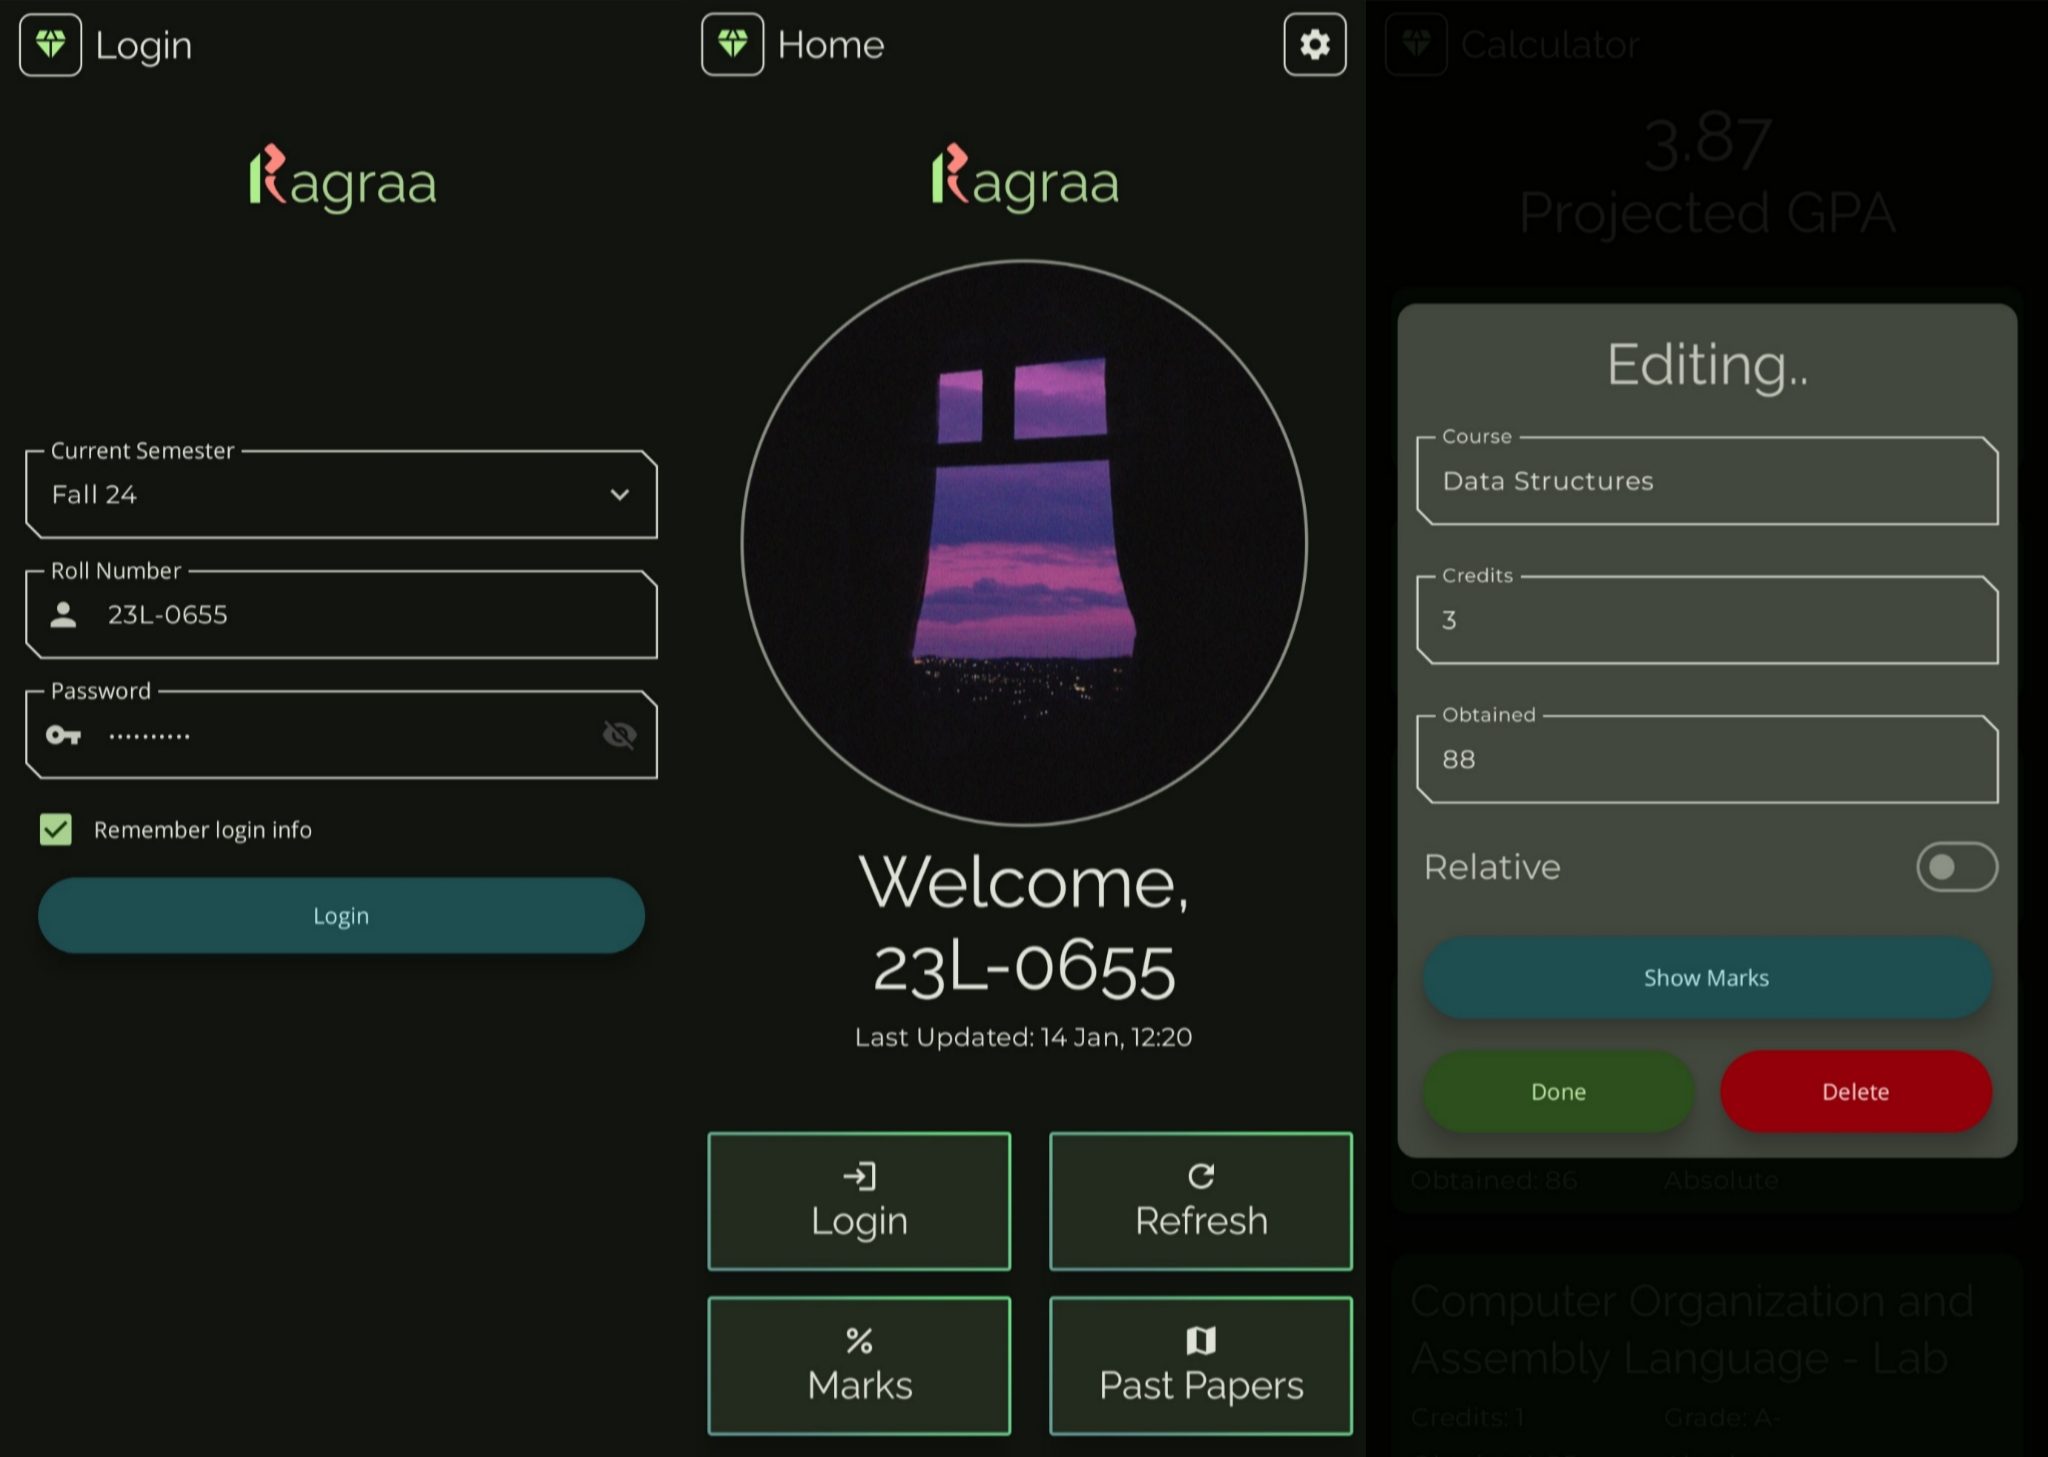 Login
Ragraa
Current Semester
Fall 24
Roll Number
23L-0655
Password
··········
Remember login info
Login
Home
Ragraa
Welcome,
23L-0655
Last Updated: 14 Jan, 12:20
Login
Refresh
Marks
Past Papers
Calculator
3.87
Projected GPA
Editing..
Course
Data Structures
Credits
3
Obtained
88
Relative
Show Marks
Done
Delete
Obtained: 86 Absolute
Computer Organization and
Assembly Language - Lab
Credits: 1 Grade: A-